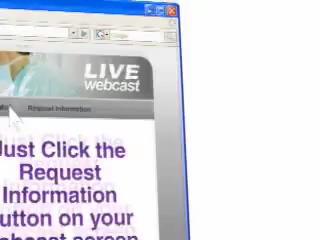 LIVE
webcast
Request Information
Just Click the
Request
Information
utton on your